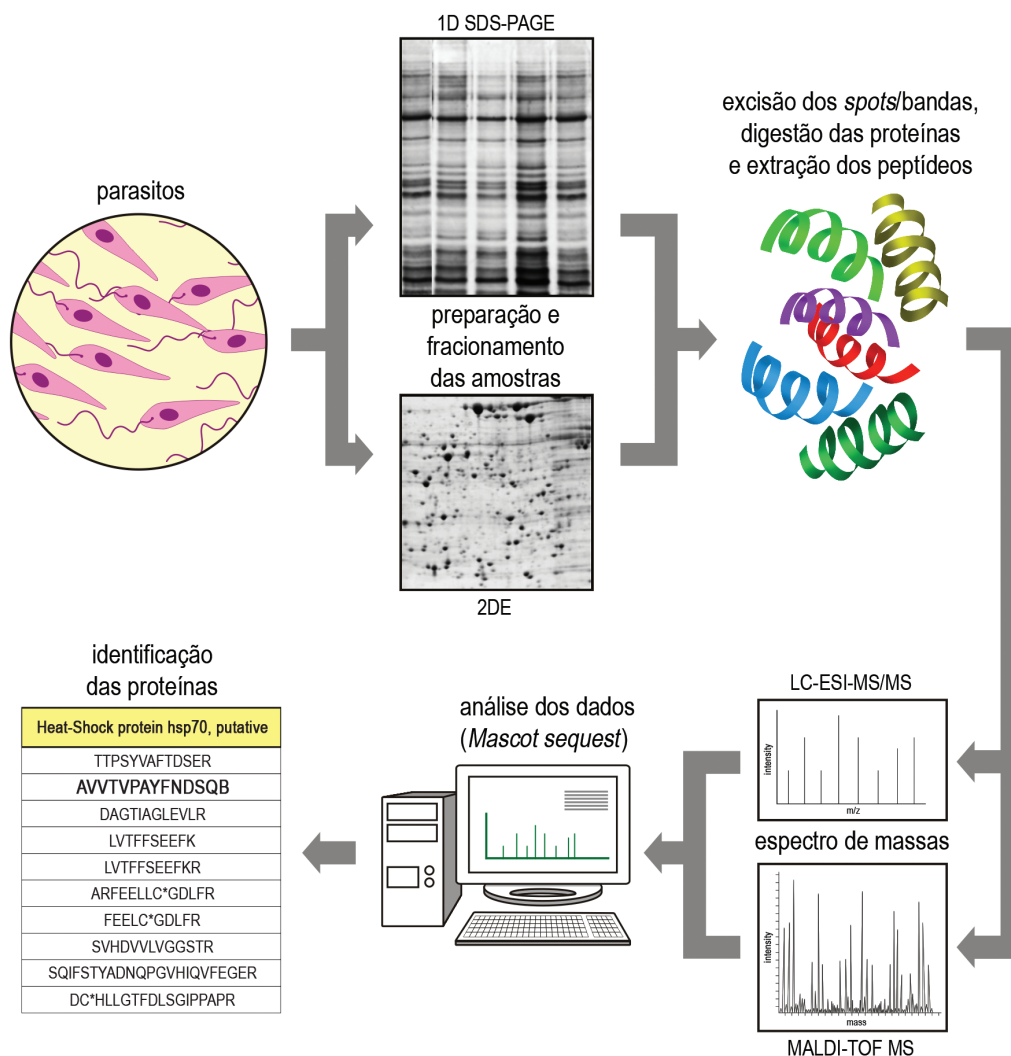 1D SDS-PAGE
parasitos
preparação e
fracionamento
das amostras
2DE
excisão dos spots/bandas,
digestão das proteínas
e extração dos peptídeos
LC-ESI-MS/MS
intensity
m/z
espectro de massas
intensity
mass
MALDI-TOF MS
análise dos dados
(Mascot sequest)
identificação
das proteínas
Heat-Shock protein hsp70, putative
TTPSYVAFTDSER
AVVTVPAYFNDSQB
DAGTIAGLEVLR
LVTFFSEEFK
LVTFFSEEFKR
ARFEELLC*GDLFR
FEELC*GDLFR
SVHDVVLVGGSTR
SQIFSTYADNQPGVHIQVFEGER
DC*HLLGTFDLSGIPPAPR